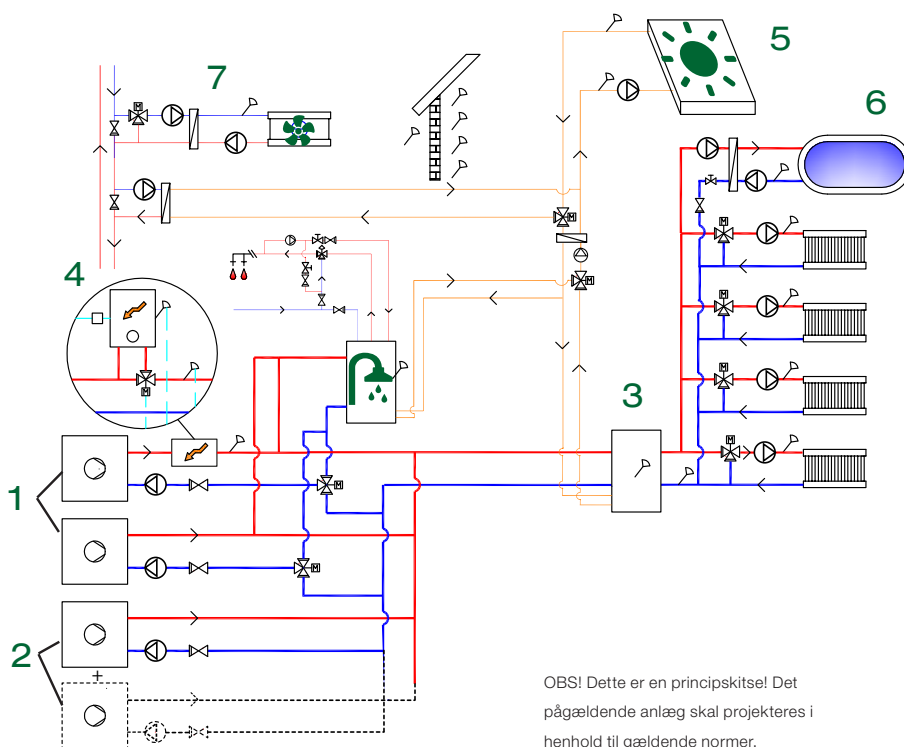 5
7
6
M
M
M
4
M
M
M
M
3
M
M
1
M
M
2
+
OBS! Dette er en principskitse! Det
pågældende anlæg skal projekteres i
henhold til gældende normer.